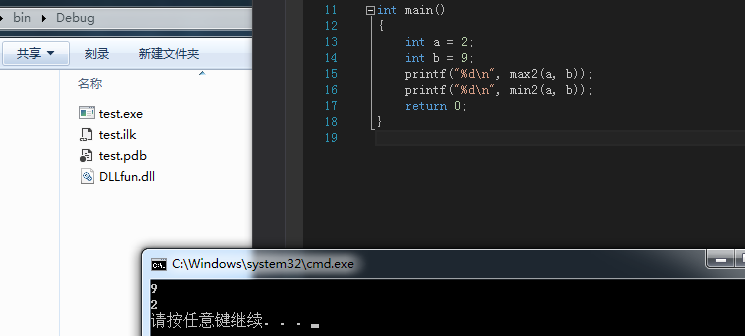 bin Debug
共享 刻录 新建文件夹
名称
test.exe
test.ilk
test.pdb
DLLfun.dll
11 int main()
12 {
13 int a = 2;
14 int b = 9;
15 printf("%d\n", max2(a, b));
16 printf("%d\n", min2(a, b));
17 return 0;
18 }
19
C:\Windows\system32\cmd.exe
9
2
请按任意键继续. . .